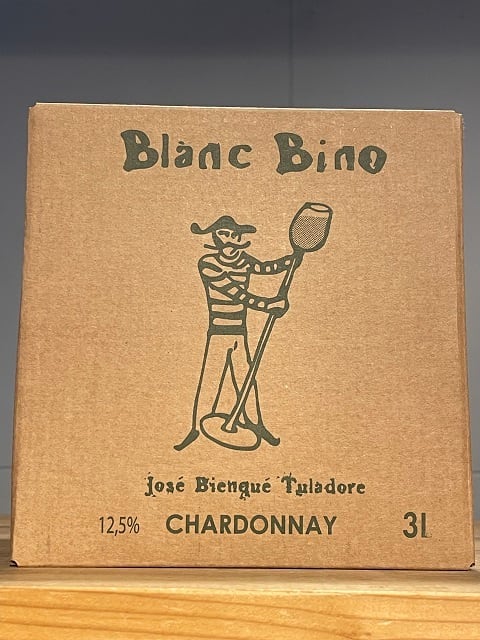 Blanc Bino
José Bienqué Tuladore
12,5% CHARDONNAY 3L